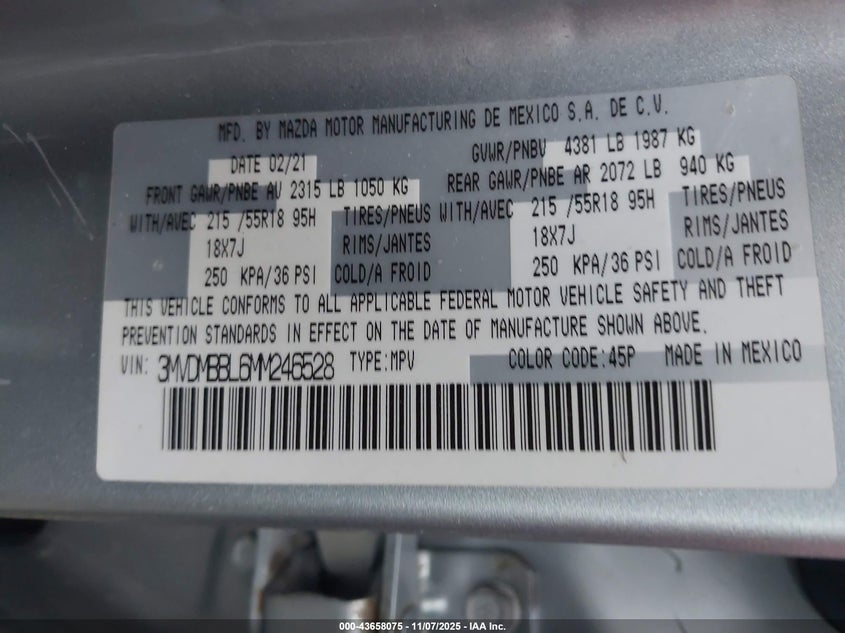 MFD. BY MAZDA MOTOR MANUFACTURING DE MEXICO S.A. DE C.V.
DATE 02/21 GVWR/PNBV 4381 LB 1987 KG
FRONT GAWR/PNBE AV 2315 LB 1050 KG REAR GAWR/PNBE AR 2072 LB 940 KG
WITH/AVEC 215 /55R18 95H TIRES/PNEUS WITH/AVEC 215 /55R18 95H TIRES/PNEUS
18X7J RIMS/JANTES 18X7J RIMS/JANTES
250 KPA/36 PSI COLD/A FROID 250 KPA/36 PSI COLD/A FROID
THIS VEHICLE CONFORMS TO ALL APPLICABLE FEDERAL MOTOR VEHICLE SAFETY AND THEFT
PREVENTION STANDARDS IN EFFECT ON THE DATE OF MANUFACTURE SHOWN ABOVE.
VIN: 3MVDMBBL6MM246528 TYPE:MPV COLOR CODE:45P MADE IN MEXICO
000-43658075 - 11/07/2025 - IAA Inc.